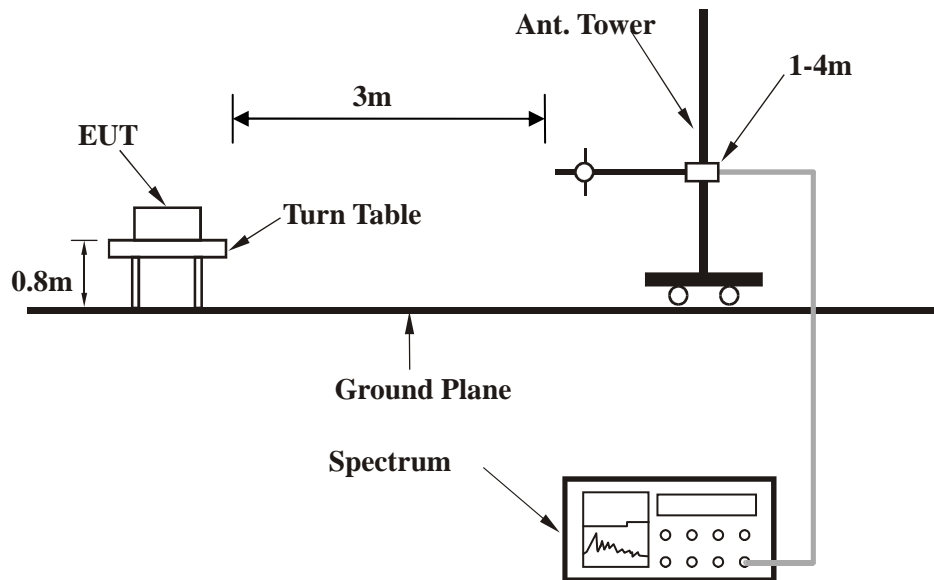 Ant. Tower
1-4m
3m
EUT
Turn Table
0.8m
Ground Plane
Spectrum